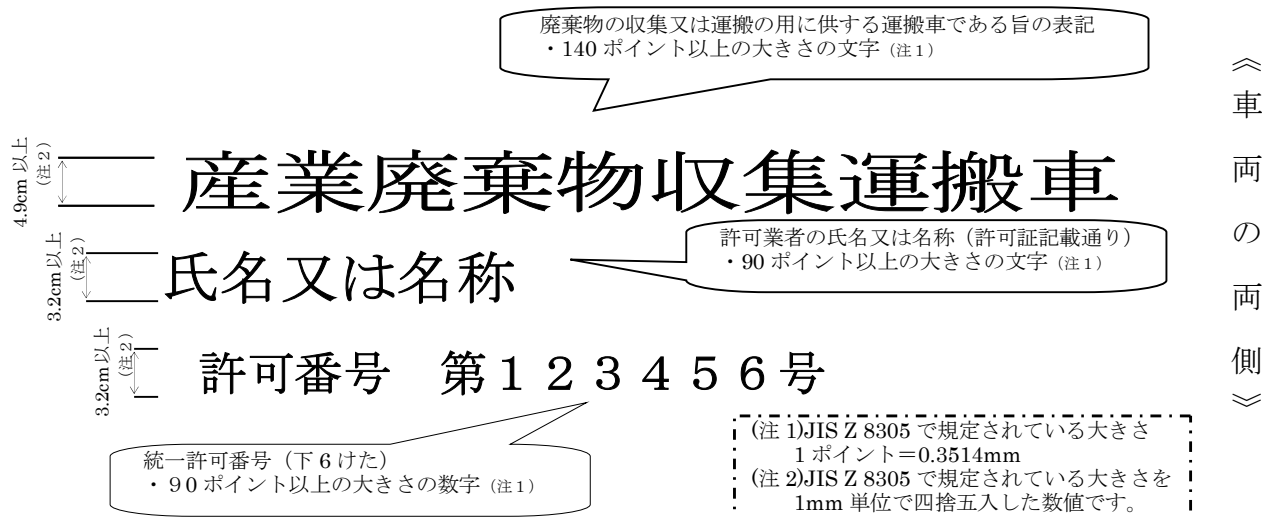 廃棄物の収集又は運搬の用に供する運搬車である旨の表記
・140 ポイント以上の大きさの文字（注１）
4.9cm 以上
（注２）
産業廃棄物収集運搬車
許可業者の氏名又は名称（許可証記載通り）
・90 ポイント以上の大きさの文字（注１）
3.2cm 以上
（注２）
氏名又は名称
3.2cm 以上
（注２）
許可番号　第１２３４５６号
統一許可番号（下 6 けた）
・９０ポイント以上の大きさの数字（注１）
(注 1)JIS Z 8305 で規定されている大きさ
1 ポイント＝0.3514mm
(注 2)JIS Z 8305 で規定されている大きさを
1mm 単位で四捨五入した数値です。
《車両の両側》